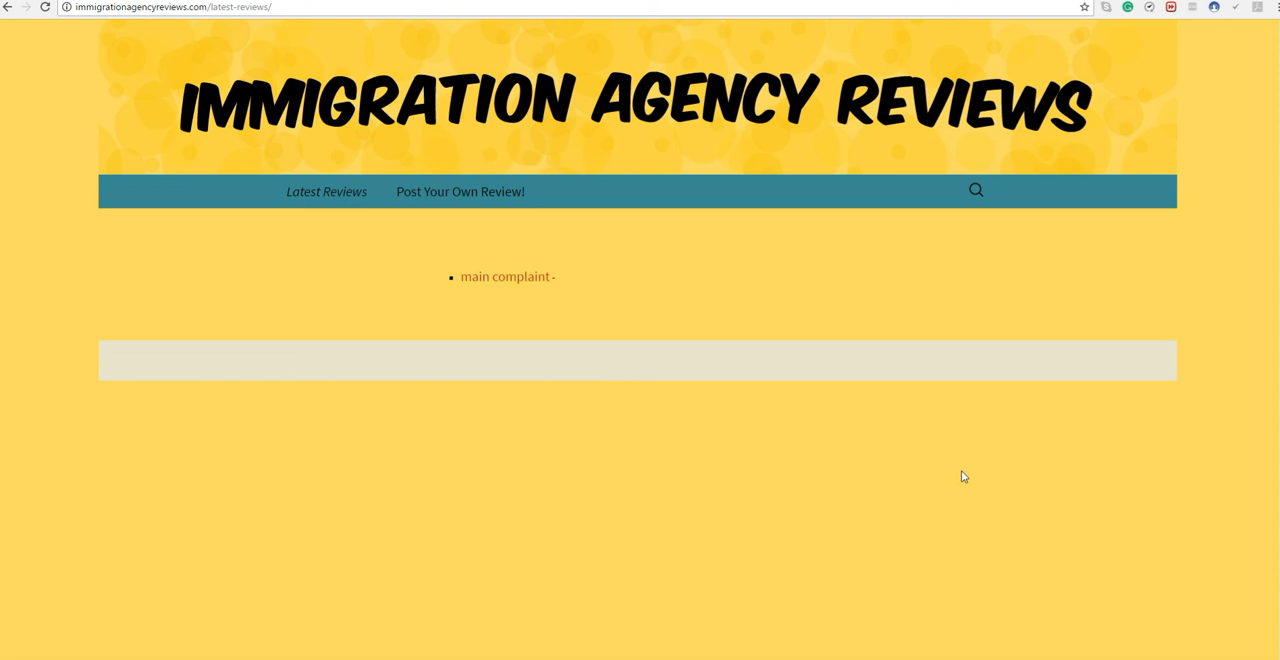 immigrationagencyreviews.com/latest-reviews/
IMMIGRATION AGENCY REVIEWS
Latest Reviews Post Your Own Review!
main complaint -